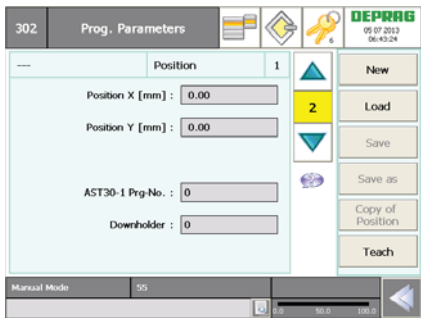 302 Prog. Parameters 6 DEPRAG
05 07 2013
06:43:24
--- Position 1
New
Position X [mm] : 0.00
2
Load
Position Y [mm] : 0.00
Save
Save as
AST30-1 Prg-No. : 0
Copy of
Position
Downholder : 0
Teach
Manual Mode 55
0.0 50.0 100.0